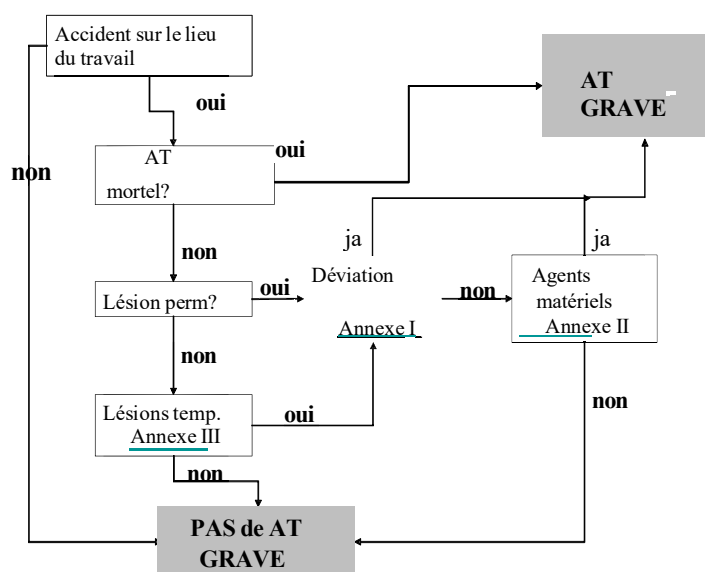 Accident sur le lieu
du travail
AT
GRAVE
oui
AT
mortel?
oui
non
non
ja
ja
Déviation
Annexe I
Lésion perm?
oui
non
Agents
matériels
Annexe II
non
Lésions temp.
Annexe III
oui
non
non
PAS de AT
GRAVE